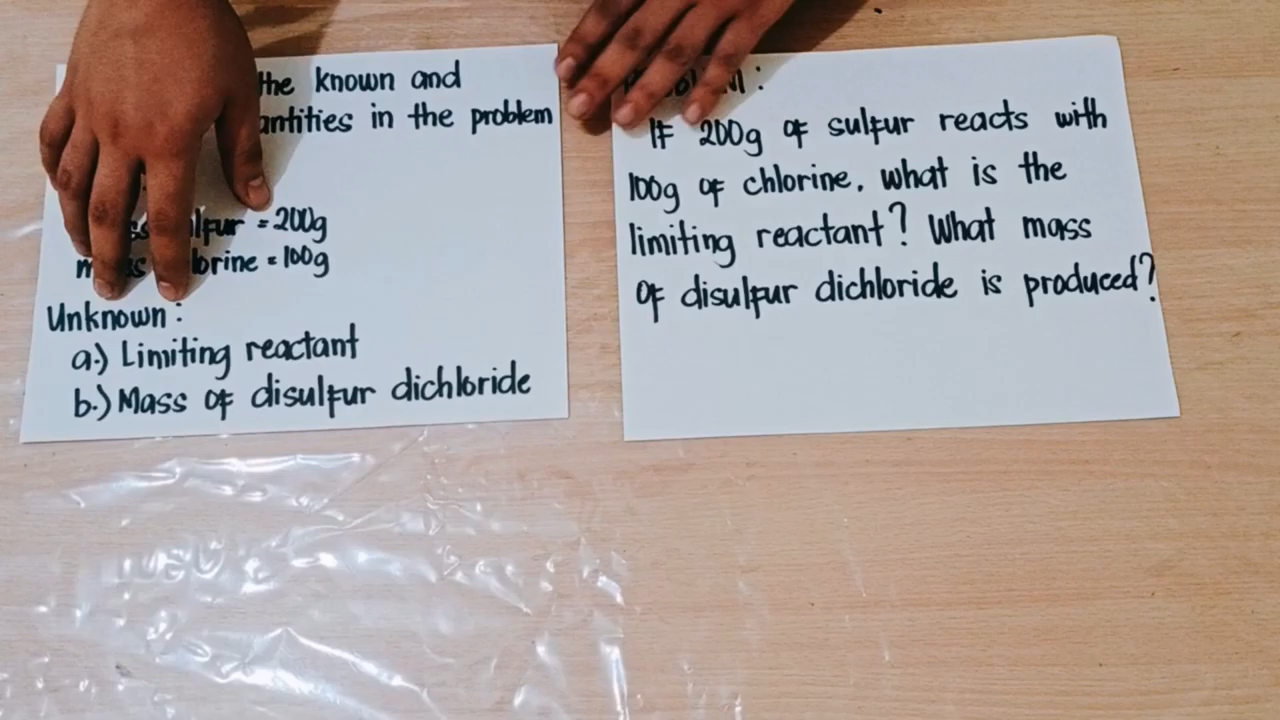 the known and
antities in the problem
= 200g
lorine = 100g
Unknown:
a.) Limiting reactant
b.) Mass of disulfur dichloride
If 200g of sulfur reacts with
100g of chlorine, what is the
limiting reactant? What mass
of disulfur dichloride is produced?